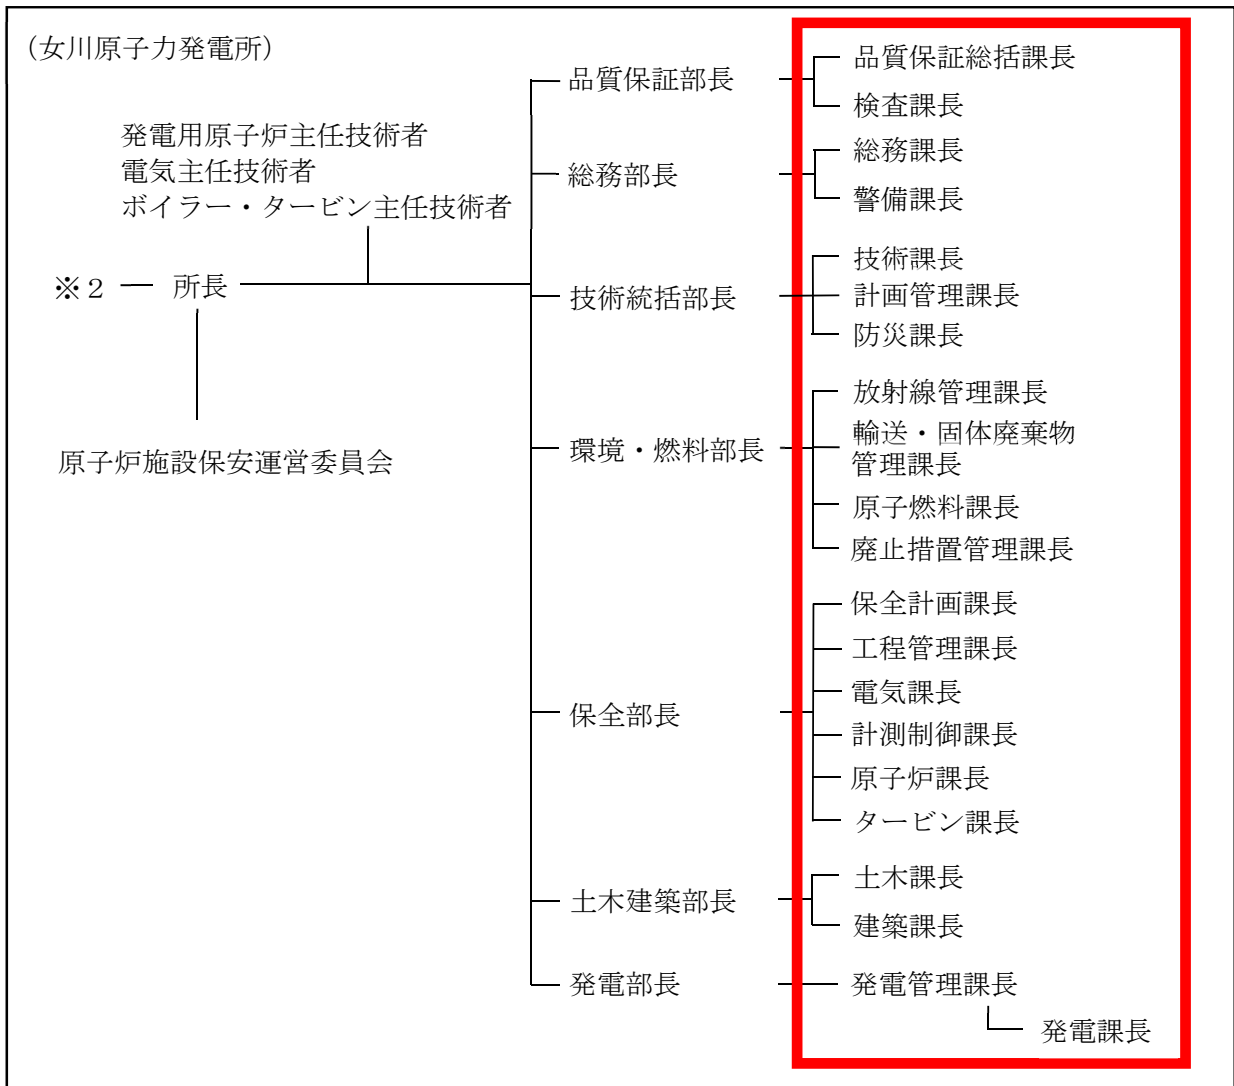 (女川原子力発電所)
発電用原子炉主任技術者
電気主任技術者
ボイラー・タービン主任技術者
※2
所長
原子炉施設保安運営委員会
品質保証部長
品質保証総括課長
検査課長
総務部長
総務課長
警備課長
技術統括部長
技術課長
計画管理課長
防災課長
環境・燃料部長
放射線管理課長
輸送・固体廃棄物
管理課長
原子燃料課長
廃止措置管理課長
保全部長
保全計画課長
工程管理課長
電気課長
計測制御課長
原子炉課長
タービン課長
土木建築部長
土木課長
建築課長
発電部長
発電管理課長
発電課長